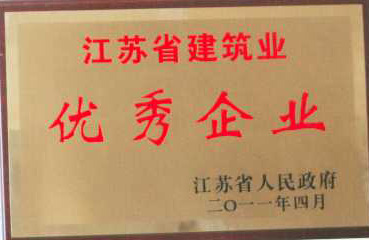 江苏省建筑业
优秀企业
江苏省人民政府
二〇一一年四月